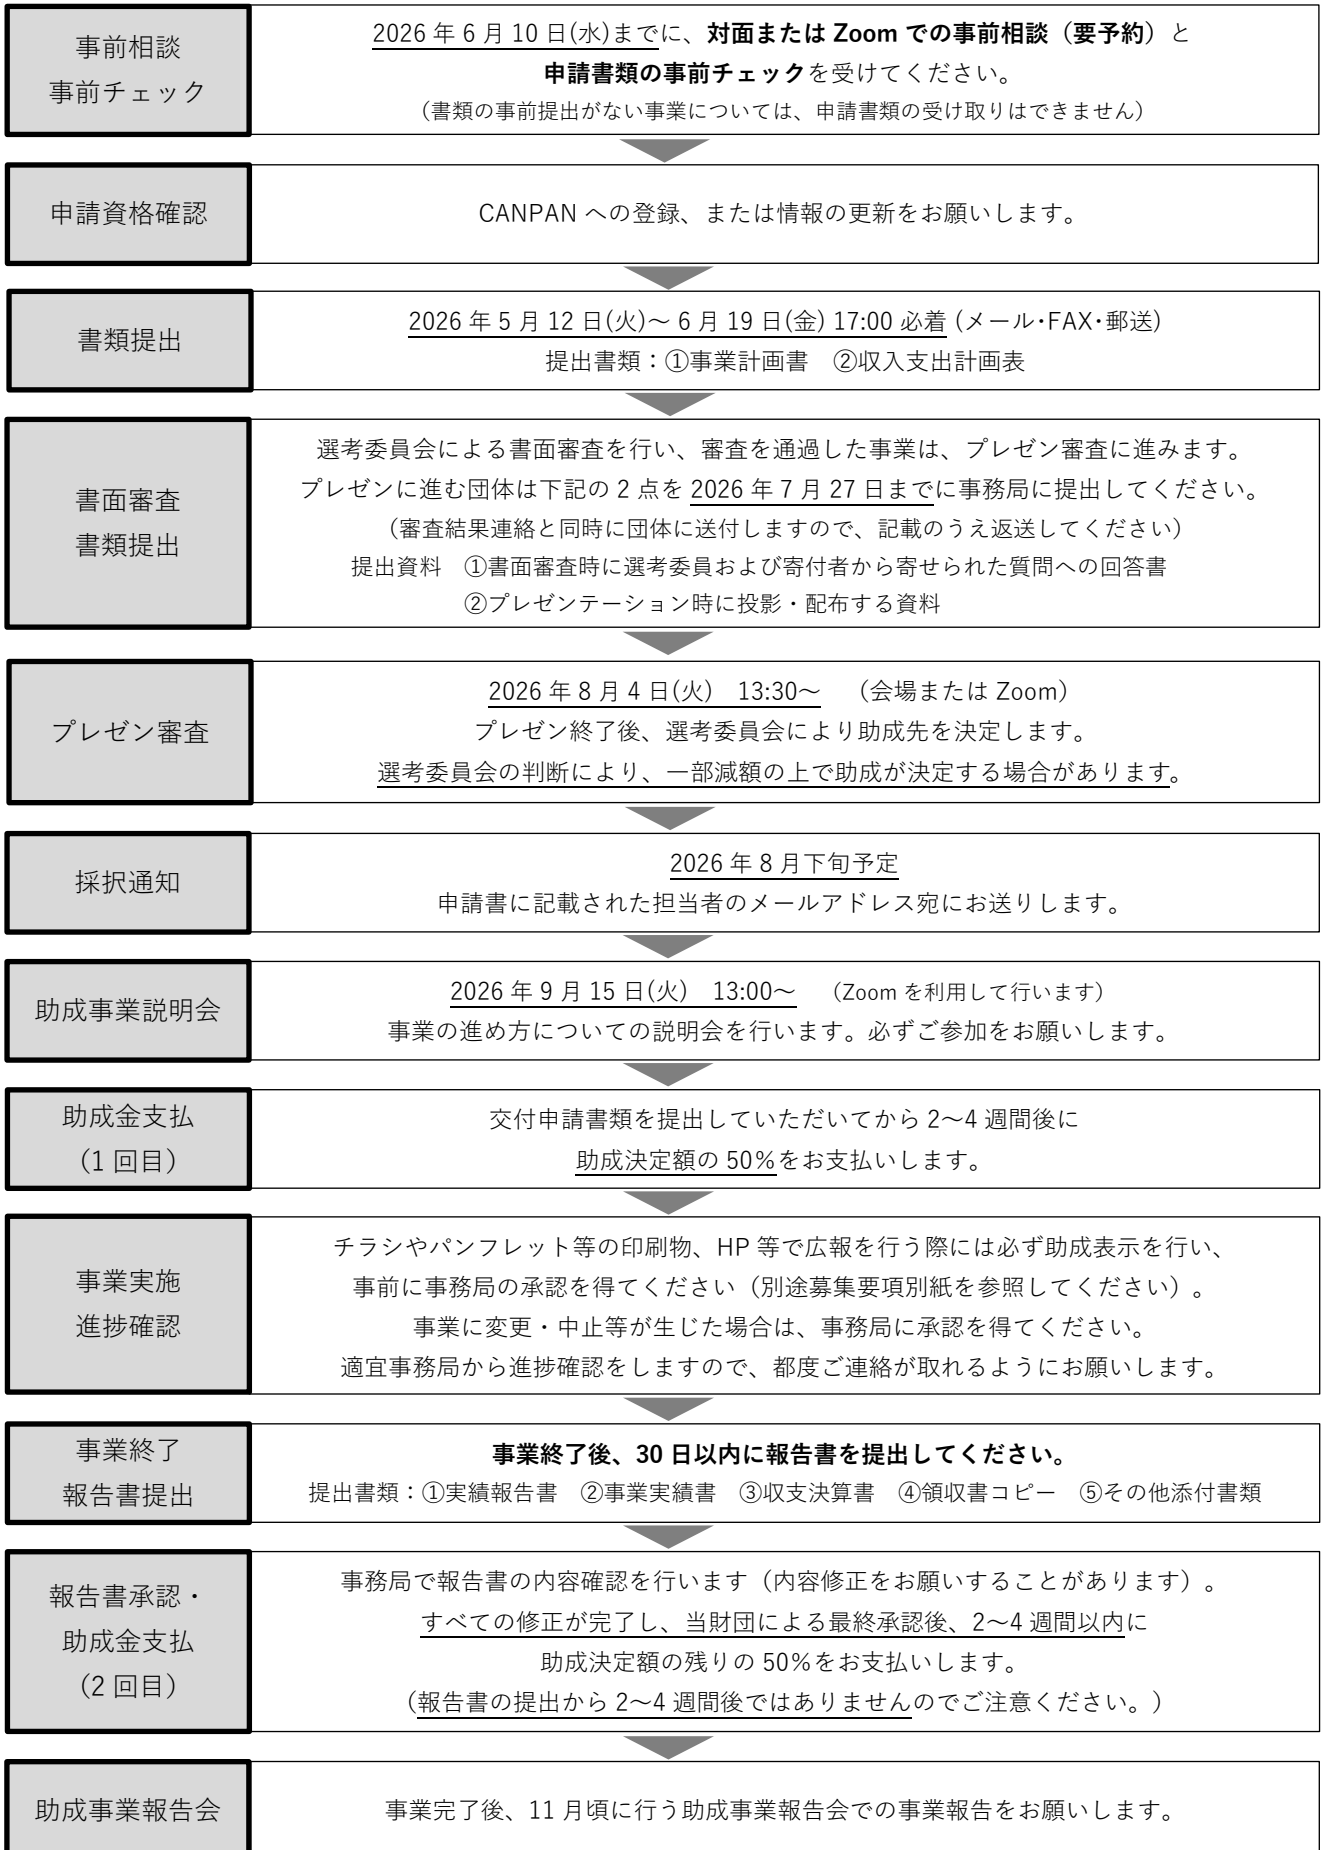 事前相談
事前チェック
2026 年 6 月 10 日(水)までに、対面または Zoom での事前相談（要予約）と
申請書類の事前チェックを受けてください。
（書類の事前提出がない事業については、申請書類の受け取りはできません）
申請資格確認
CANPAN への登録、または情報の更新をお願いします。
書類提出
2026 年 5 月 12 日(火)～ 6 月 19 日(金) 17:00 必着 (メール･FAX･郵送)
提出書類：①事業計画書　②収入支出計画表
書面審査
書類提出
選考委員会による書面審査を行い、審査を通過した事業は、プレゼン審査に進みます。
プレゼンに進む団体は下記の 2 点を 2026 年 7 月 27 日までに事務局に提出してください。
（審査結果連絡と同時に団体に送付しますので、記載のうえ返送してください）
提出資料　①書面審査時に選考委員および寄付者から寄せられた質問への回答書
②プレゼンテーション時に投影・配布する資料
プレゼン審査
2026 年 8 月 4 日(火)　13:30～　（会場または Zoom）
プレゼン終了後、選考委員会により助成先を決定します。
選考委員会の判断により、一部減額の上で助成が決定する場合があります。
採択通知
2026 年 8 月下旬予定
申請書に記載された担当者のメールアドレス宛にお送りします。
助成事業説明会
2026 年 9 月 15 日(火)　13:00～　（Zoom を利用して行います）
事業の進め方についての説明会を行います。必ずご参加をお願いします。
助成金支払
（1 回目）
交付申請書類を提出していただいてから 2～4 週間後に
助成決定額の 50％をお支払いします。
事業実施
進捗確認
チラシやパンフレット等の印刷物、HP 等で広報を行う際には必ず助成表示を行い、
事前に事務局の承認を得てください（別途募集要項別紙を参照してください）。
事業に変更・中止等が生じた場合は、事務局に承認を得てください。
適宜事務局から進捗確認をしますので、都度ご連絡が取れるようにお願いします。
事業終了
報告書提出
事業終了後、30 日以内に報告書を提出してください。
提出書類：①実績報告書　②事業実績書　③収支決算書　④領収書コピー　⑤その他添付書類
報告書承認・
助成金支払
（2 回目）
事務局で報告書の内容確認を行います（内容修正をお願いすることがあります）。
すべての修正が完了し、当財団による最終承認後、2～4 週間以内に
助成決定額の残りの 50％をお支払いします。
（報告書の提出から 2～4 週間後ではありませんのでご注意ください。）
助成事業報告会
事業完了後、11 月頃に行う助成事業報告会での事業報告をお願いします。